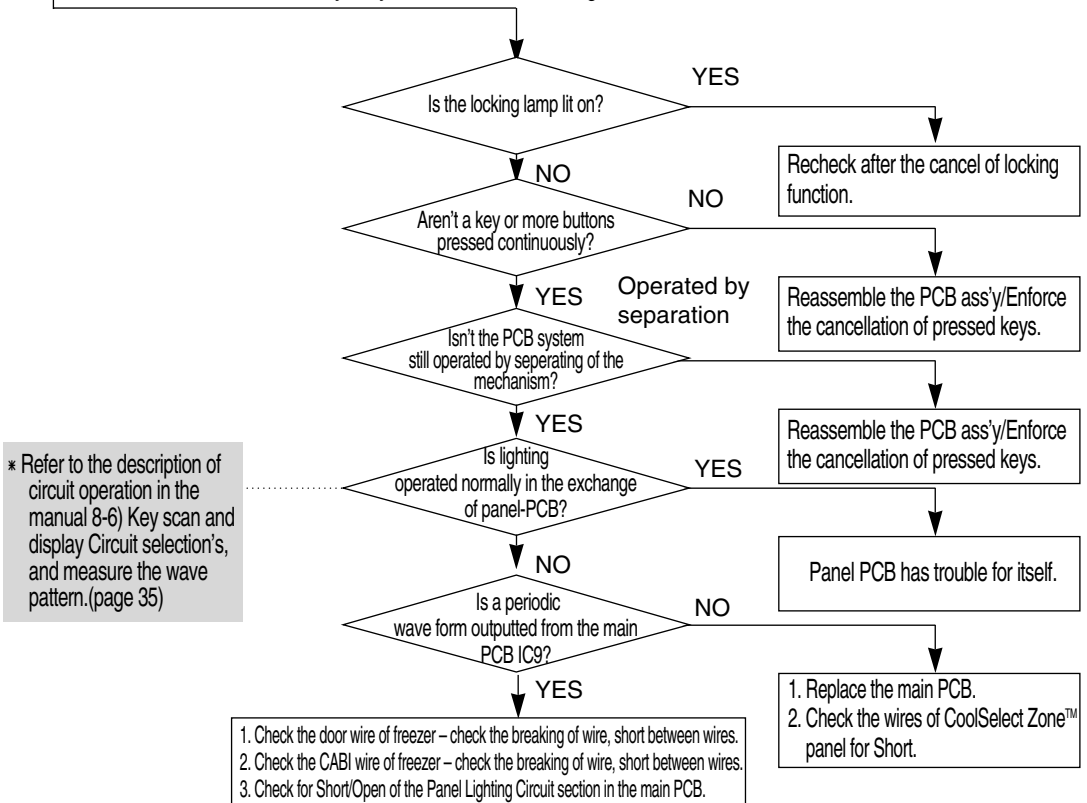 Is the locking lamp lit on?
YES
Recheck after the cancel of locking
function.
NO
Aren't a key or more buttons
pressed continuously?
NO
Reassemble the PCB ass'y/Enforce
the cancellation of pressed keys.
YES
Operated by
separation
Isn't the PCB system
still operated by seperating of the
mechanism?
Reassemble the PCB ass'y/Enforce
the cancellation of pressed keys.
YES
* Refer to the description of
circuit operation in the
manual 8-6) Key scan and
display Circuit selection's,
and measure the wave
pattern.(page 35)
Is lighting
operated normally in the exchange
of panel-PCB?
YES
Panel PCB has trouble for itself.
NO
Is a periodic
wave form outputted from the main
PCB IC9?
NO
1. Replace the main PCB.
2. Check the wires of CoolSelect Zone™
panel for Short.
YES
1. Check the door wire of freezer – check the breaking of wire, short between wires.
2. Check the CABI wire of freezer – check the breaking of wire, short between wires.
3. Check for Short/Open of the Panel Lighting Circuit section in the main PCB.